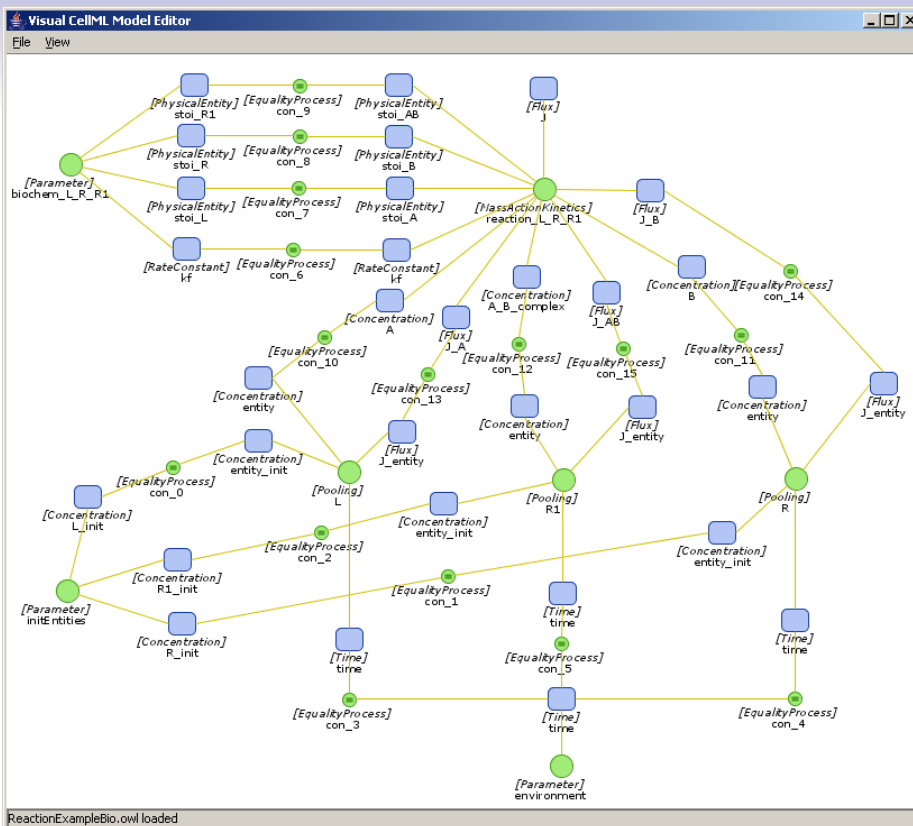 Visual CellML Model Editor
File View
[PhysicalEntity]
stoi_R1
[EqualityProcess]
con_9
[PhysicalEntity]
stoi_AB
[Flux]
J
[PhysicalEntity]
stoi_R
[EqualityProcess]
con_8
[PhysicalEntity]
stoi_B
[Parameter]
biochem_L_R_R1
[PhysicalEntity]
stoi_L
[EqualityProcess]
con_7
[PhysicalEntity]
stoi_A
[MassActionKinetics]
reaction_L_R_R1
[Flux]
J_B
[RateConstant]
kf
[EqualityProcess]
con_6
[RateConstant]
kf
[Concentration]
A
[Concentration]
A_B_complex
[Flux]
J_AB
[Concentration]
B
[EqualityProcess]
con_14
[Flux]
J_A
[EqualityProcess]
con_10
[EqualityProcess]
con_12
[EqualityProcess]
con_15
[EqualityProcess]
con_11
[EqualityProcess]
con_13
[Concentration]
entity
[Concentration]
entity
[Flux]
J_entity
[Concentration]
entity
[Flux]
J_entity
[Flux]
J_entity
[Concentration]
entity_init
[EqualityProcess]
con_0
[Pooling]
L
[Pooling]
R1
[Pooling]
R
[Concentration]
L_init
[Concentration]
entity_init
[EqualityProcess]
con_2
[Concentration]
entity_init
[Concentration]
R1_init
[EqualityProcess]
con_1
[Parameter]
initEntities
[Concentration]
R_init
[Time]
time
[Time]
time
[Time]
time
[EqualityProcess]
con_5
[EqualityProcess]
con_3
[Time]
time
[EqualityProcess]
con_4
[Parameter]
environment
ReactionExampleBio.owl loaded